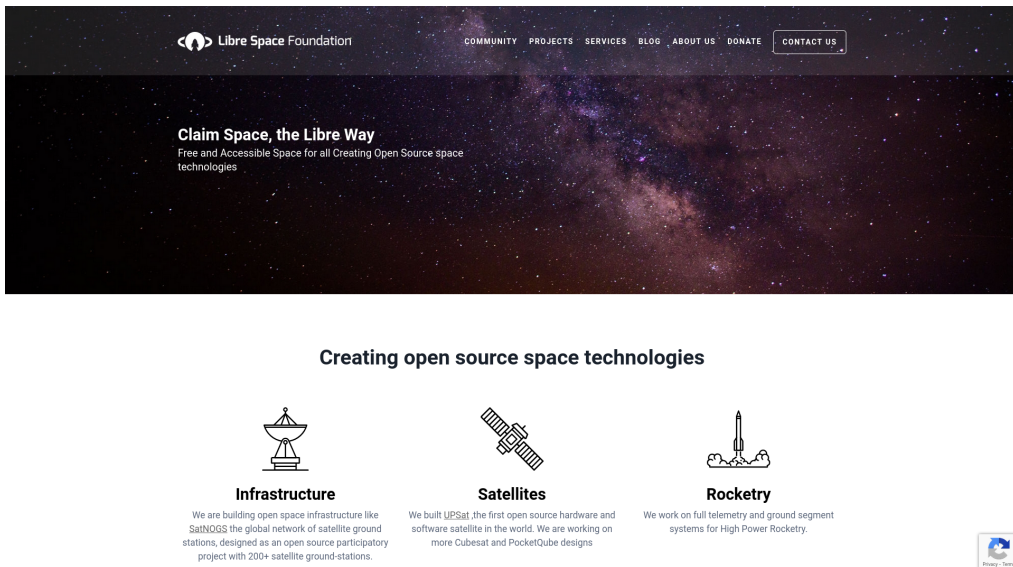 Libre Space Foundation
COMMUNITY PROJECTS SERVICES BLOG ABOUT US DONATE CONTACT US
Claim Space, the Libre Way
Free and Accessible Space for all Creating Open Source space
technologies
Creating open source space technologies
Infrastructure
We are building open space infrastructure like
SatNOGS the global network of satellite ground
stations, designed as an open source participatory
project with 200+ satellite ground-stations.
Satellites
We built UPSat ,the first open source hardware and
software satellite in the world. We are working on
more Cubesat and PocketQube designs
Rocketry
We work on full telemetry and ground segment
systems for High Power Rocketry.
Privacy - Term